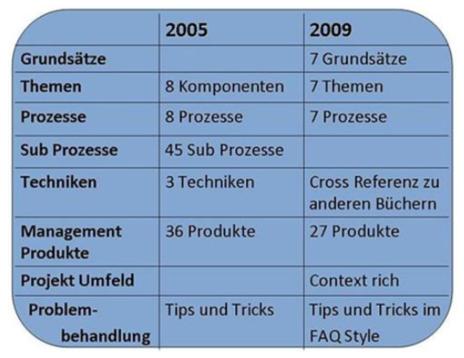 2005 2009
Grundsätze 7 Grundsätze
Themen 8 Komponenten 7 Themen
Prozesse 8 Prozesse 7 Prozesse
Sub Prozesse 45 Sub Prozesse
Techniken 3 Techniken Cross Referenz zu
anderen Büchern
Management 36 Produkte 27 Produkte
Produkte
Projekt Umfeld Context rich
Problem- Tips und Tricks Tips und Tricks im
behandlung FAQ Style